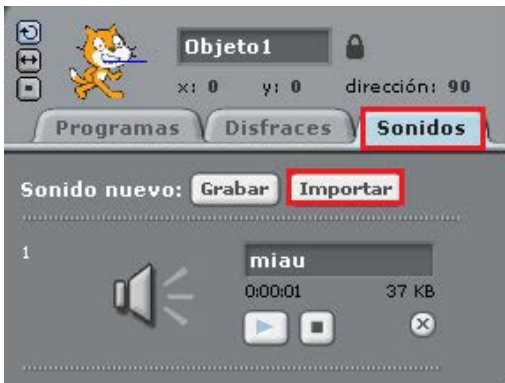 Objeto1
x: 0 y: 0 dirección: 90
Programas Disfraces Sonidos
Sonido nuevo: Grabar Importar
1
miau
0:00:01 37 KB